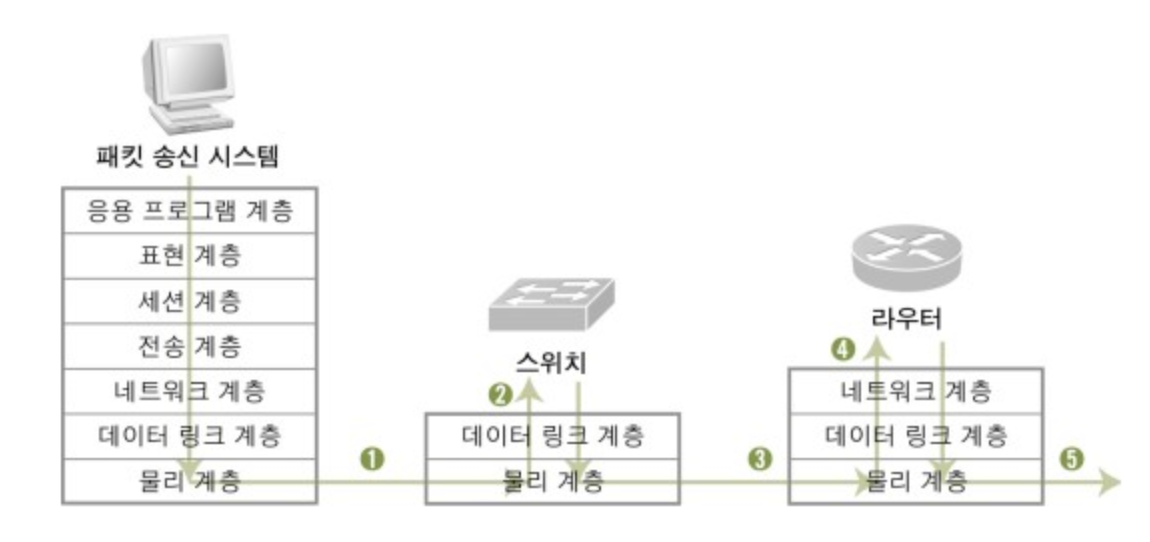 패킷 송신 시스템
응용 프로그램 계층
표현 계층
세션 계층
전송 계층
네트워크 계층
데이터 링크 계층
물리 계층
❶
스위치
❷
데이터 링크 계층
물리 계층
❸
라우터
❹
네트워크 계층
데이터 링크 계층
물리 계층
❺